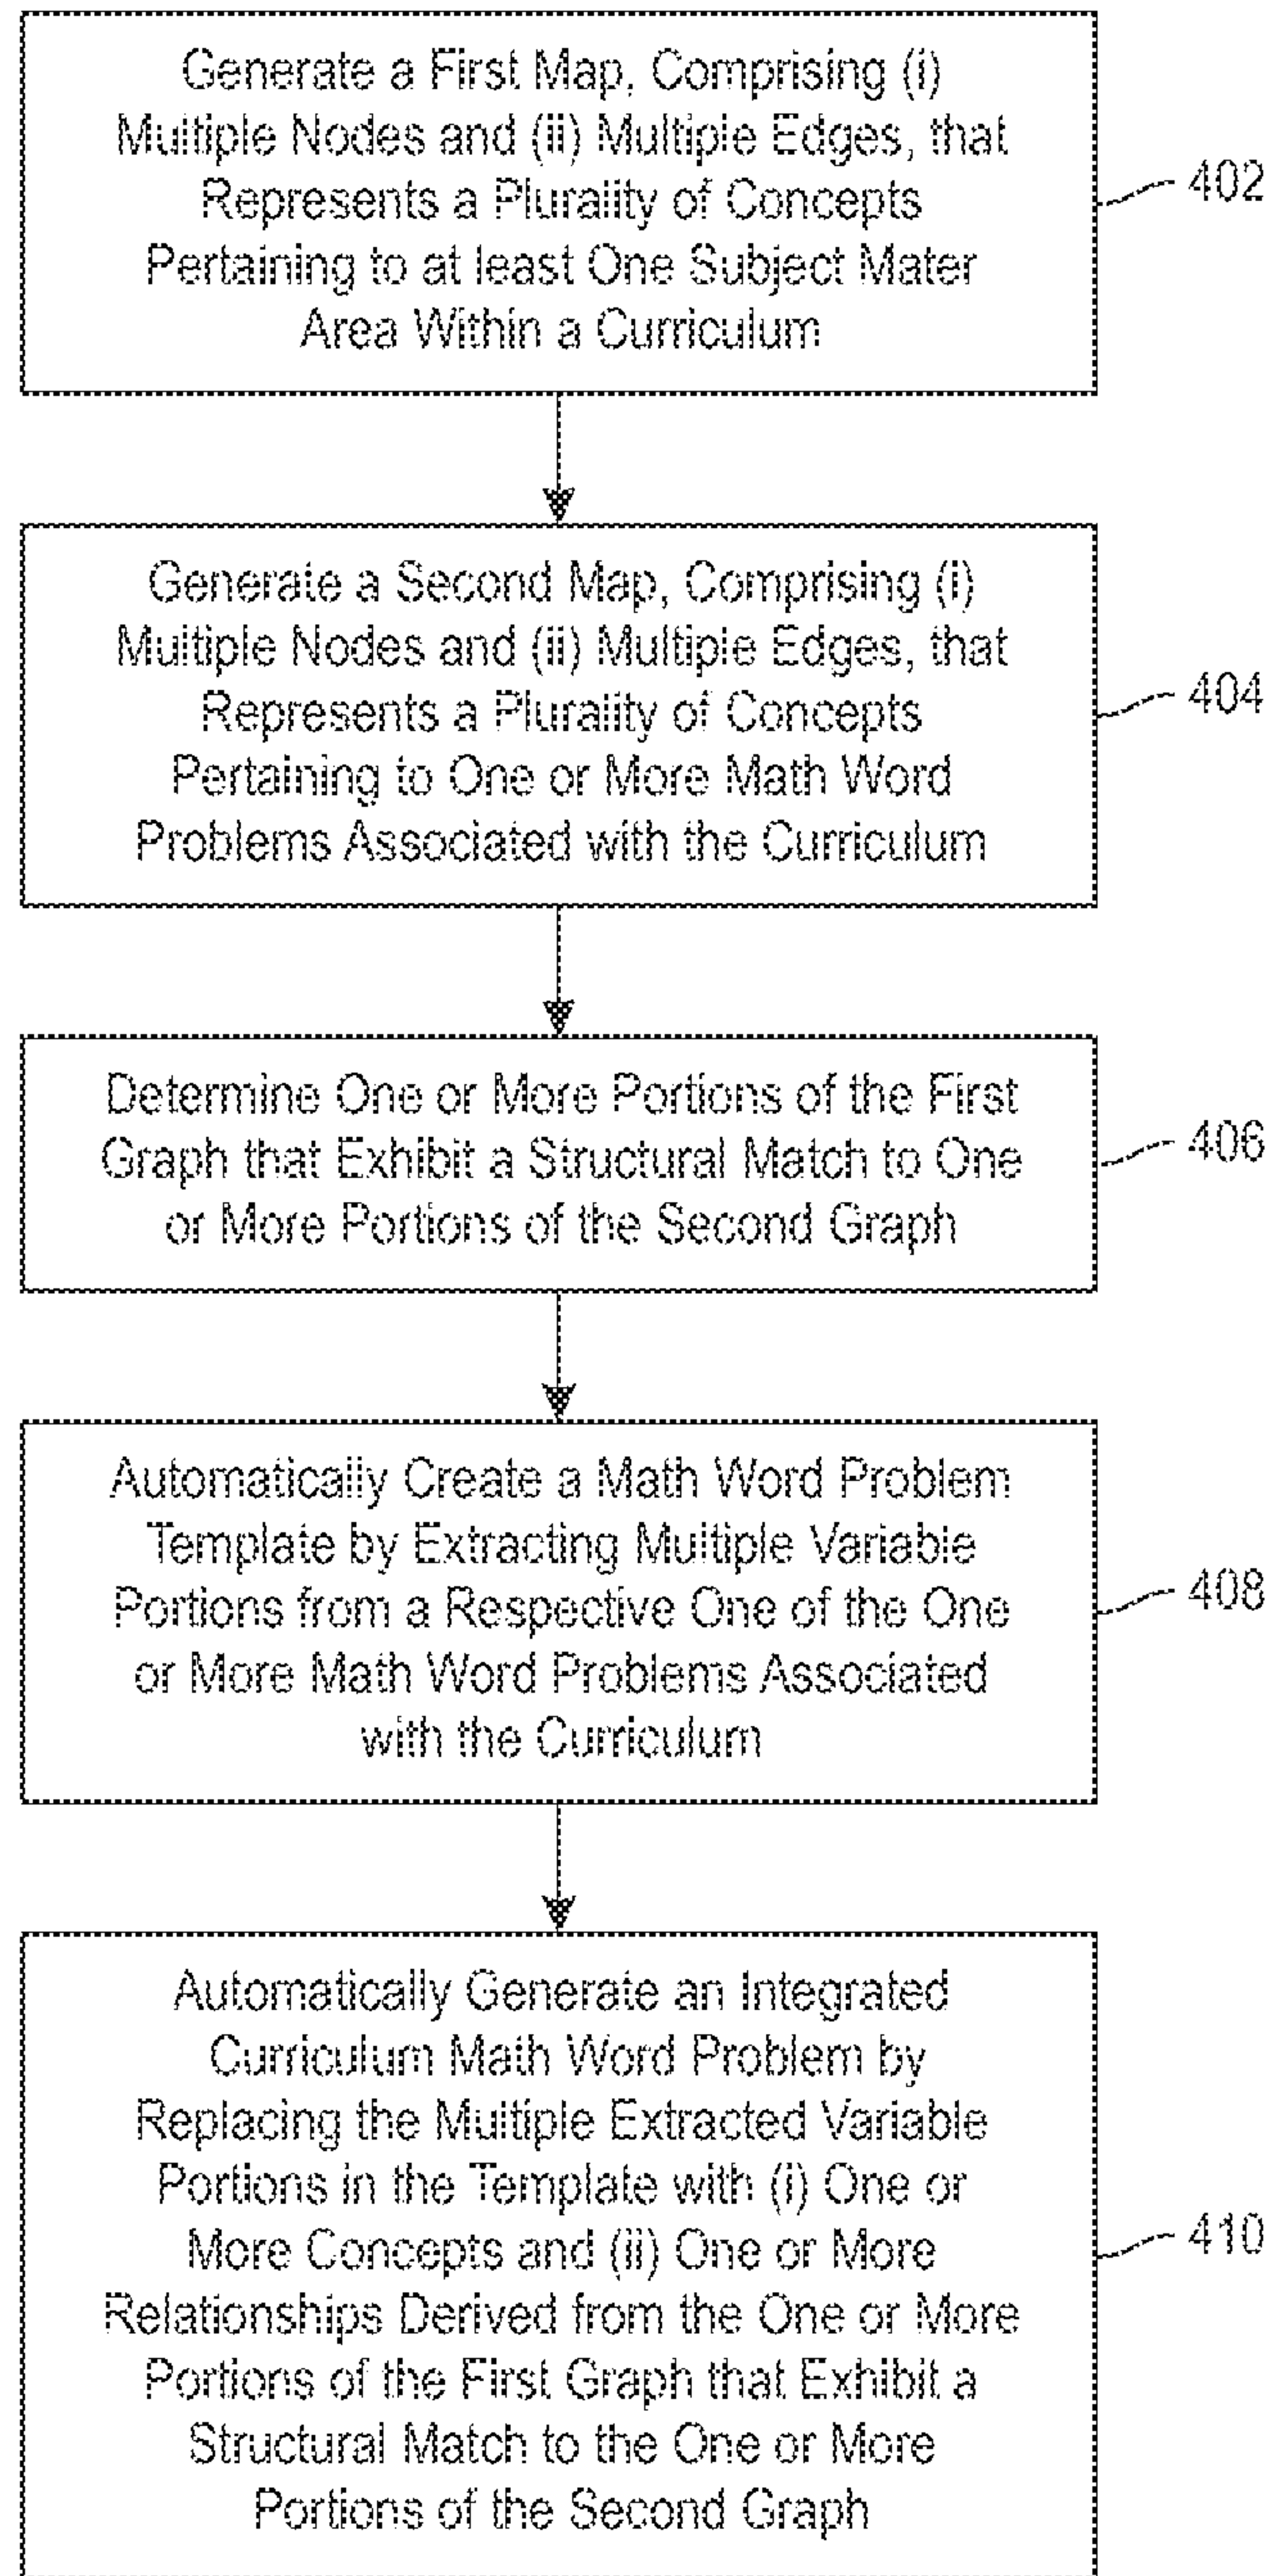 Generate a First Map, Comprising (i)
Multiple Nodes and (ii) Multiple Edges, that
Represents a Plurality of Concepts
Pertaining to at least One Subject Mater
Area Within a Curriculum
402
Generate a Second Map, Comprising (i)
Multiple Nodes and (ii) Multiple Edges, that
Represents a Plurality of Concepts
Pertaining to One or More Math Word
Problems Associated with the Curriculum
404
Determine One or More Portions of the First
Graph that Exhibit a Structural Match to One
or More Portions of the Second Graph
406
Automatically Create a Math Word Problem
Template by Extracting Multiple Variable
Portions from a Respective One of the One
or More Math Word Problems Associated
with the Curriculum
408
Automatically Generate an Integrated
Curriculum Math Word Problem by
Replacing the Multiple Extracted Variable
Portions in the Template with (i) One or
More Concepts and (ii) One or More
Relationships Derived from the One or More
Portions of the First Graph that Exhibit a
Structural Match to the One or More
Portions of the Second Graph
410